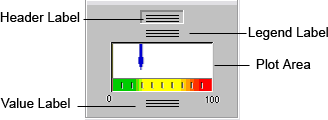 Header Label
Legend Label
Plot Area
0 100
Value Label